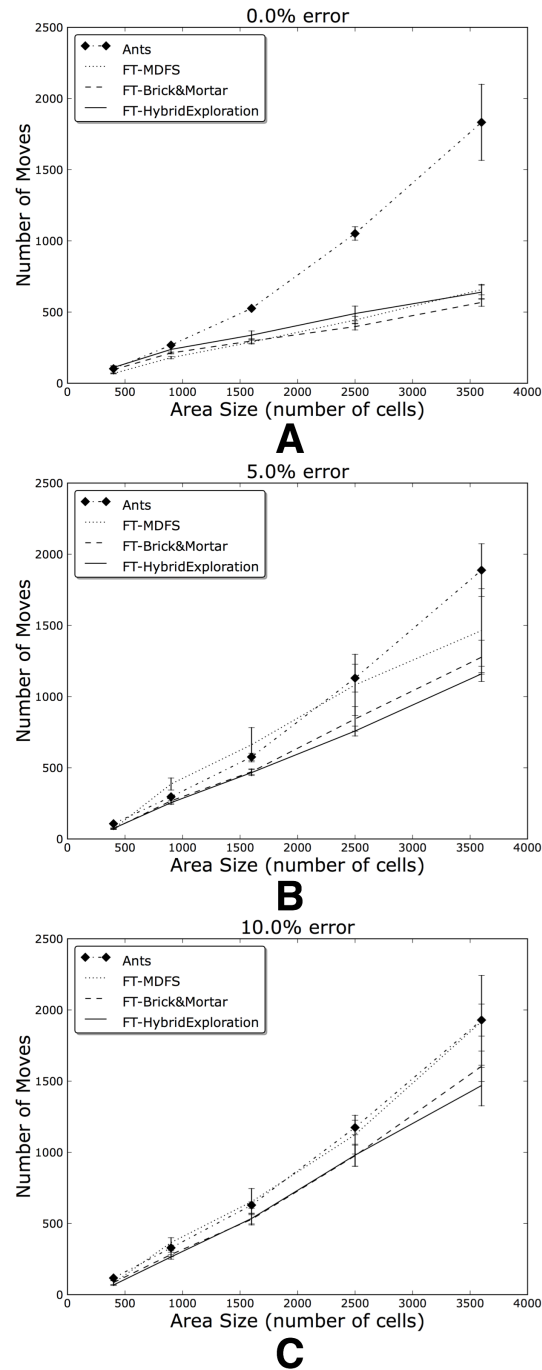 0.0% error
2500
2000
1500
1000
500
0
Number of Moves
Ants
FT-MDFS
FT-Brick&Mortar
FT-HybridExploration
0 500 1000 1500 2000 2500 3000 3500 4000
Area Size (number of cells)
A
5.0% error
2500
2000
1500
1000
500
0
Number of Moves
Ants
FT-MDFS
FT-Brick&Mortar
FT-HybridExploration
0 500 1000 1500 2000 2500 3000 3500 4000
Area Size (number of cells)
B
10.0% error
2500
2000
1500
1000
500
0
Number of Moves
Ants
FT-MDFS
FT-Brick&Mortar
FT-HybridExploration
0 500 1000 1500 2000 2500 3000 3500 4000
Area Size (number of cells)
C